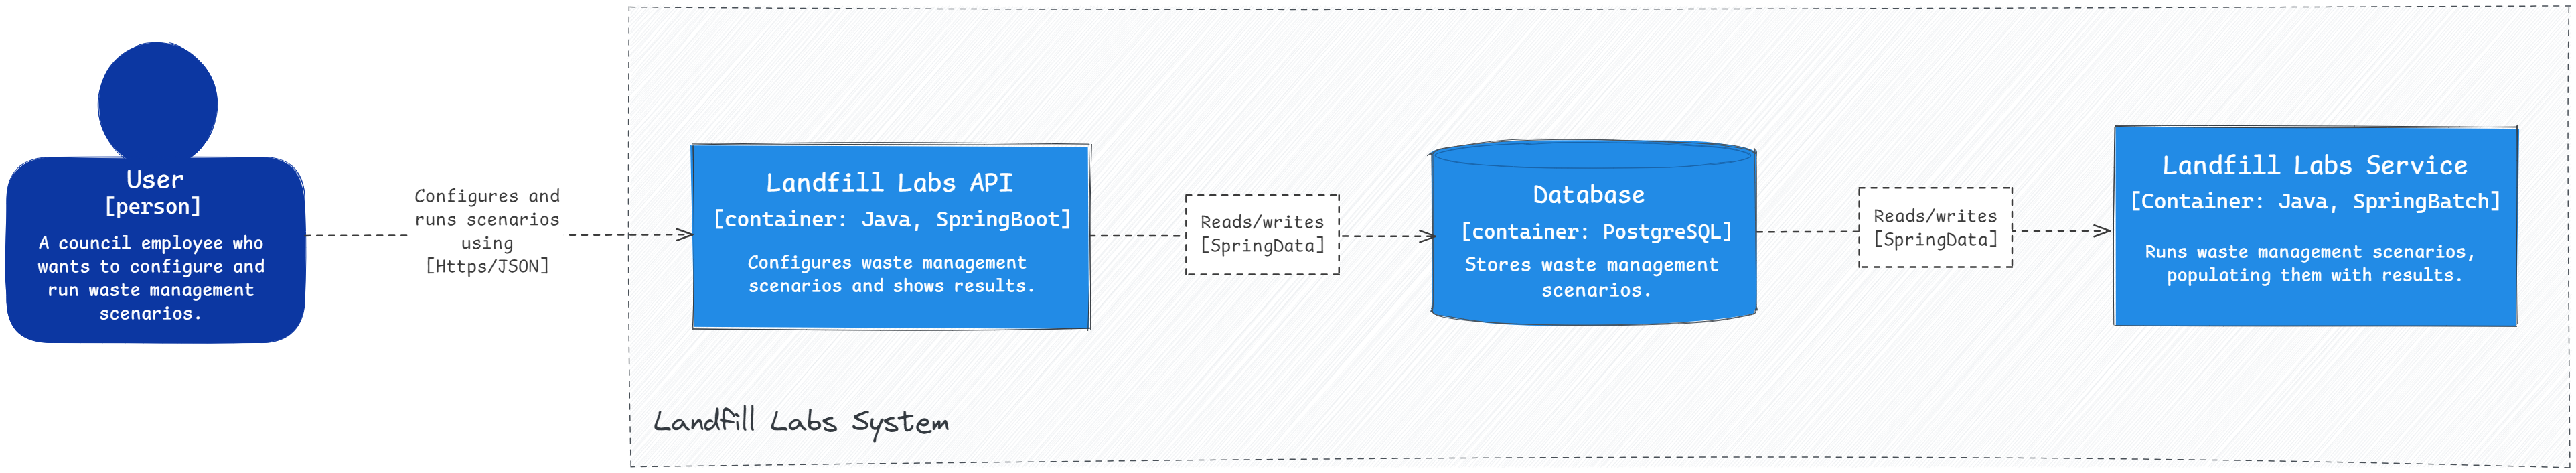 User
[person]
A council employee who
wants to configure and
run waste management
scenarios.
Configures and
runs scenarios
using
[Https/JSON]
Landfill Labs API
[container: Java, SpringBoot]
Configures waste management
scenarios and shows results.
Reads/writes
[SpringData]
Database
[container: PostgreSQL]
Stores waste management
scenarios.
Reads/writes
[SpringData]
Landfill Labs Service
[Container: Java, SpringBatch]
Runs waste management scenarios,
populating them with results.
Landfill Labs System